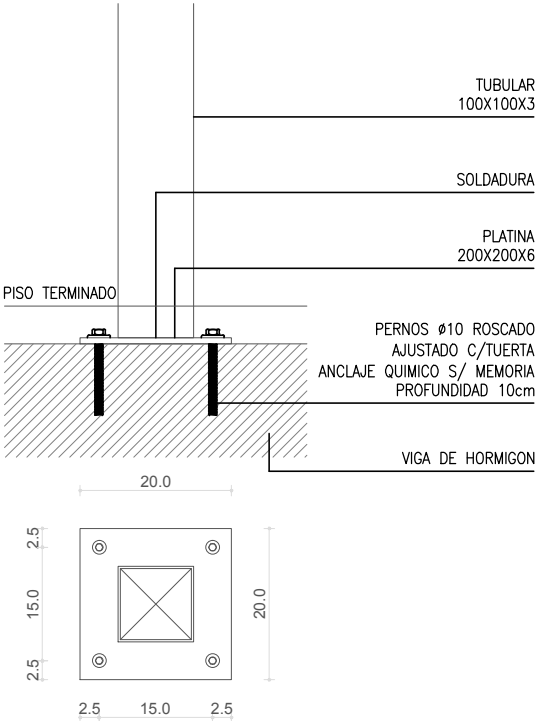 TUBULAR
100X100X3
SOLDADURA
PLATINA
200X200X6
PISO TERMINADO
PERNOS ø10 ROSCADO
AJUSTADO C/TUERTA
ANCLAJE QUIMICO S/ MEMORIA
PROFUNDIDAD 10cm
VIGA DE HORMIGON
20.0
2.5
15.0
2.5
20.0
2.5 15.0 2.5